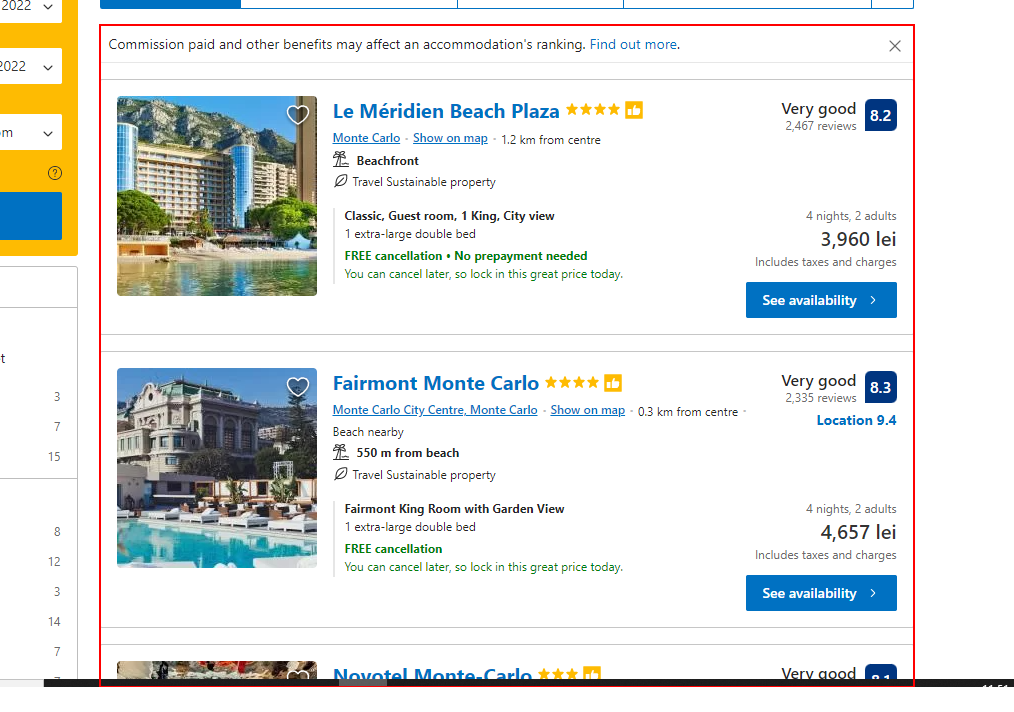 2022
2022
om
Commission paid and other benefits may affect an accommodation's ranking. Find out more.
Le Méridien Beach Plaza
Very good 8.2
2,467 reviews
Monte Carlo · Show on map · 1.2 km from centre
Beachfront
Travel Sustainable property
Classic, Guest room, 1 King, City view
1 extra-large double bed
FREE cancellation • No prepayment needed
You can cancel later, so lock in this great price today.
4 nights, 2 adults
3,960 lei
Includes taxes and charges
See availability
t
3
7
15
8
12
3
14
7
Fairmont Monte Carlo
Very good 8.3
2,335 reviews
Location 9.4
Monte Carlo City Centre, Monte Carlo · Show on map · 0.3 km from centre ·
Beach nearby
550 m from beach
Travel Sustainable property
Fairmont King Room with Garden View
1 extra-large double bed
FREE cancellation
You can cancel later, so lock in this great price today.
4 nights, 2 adults
4,657 lei
Includes taxes and charges
See availability
Novotel Monte-Carlo
Very good 8.1